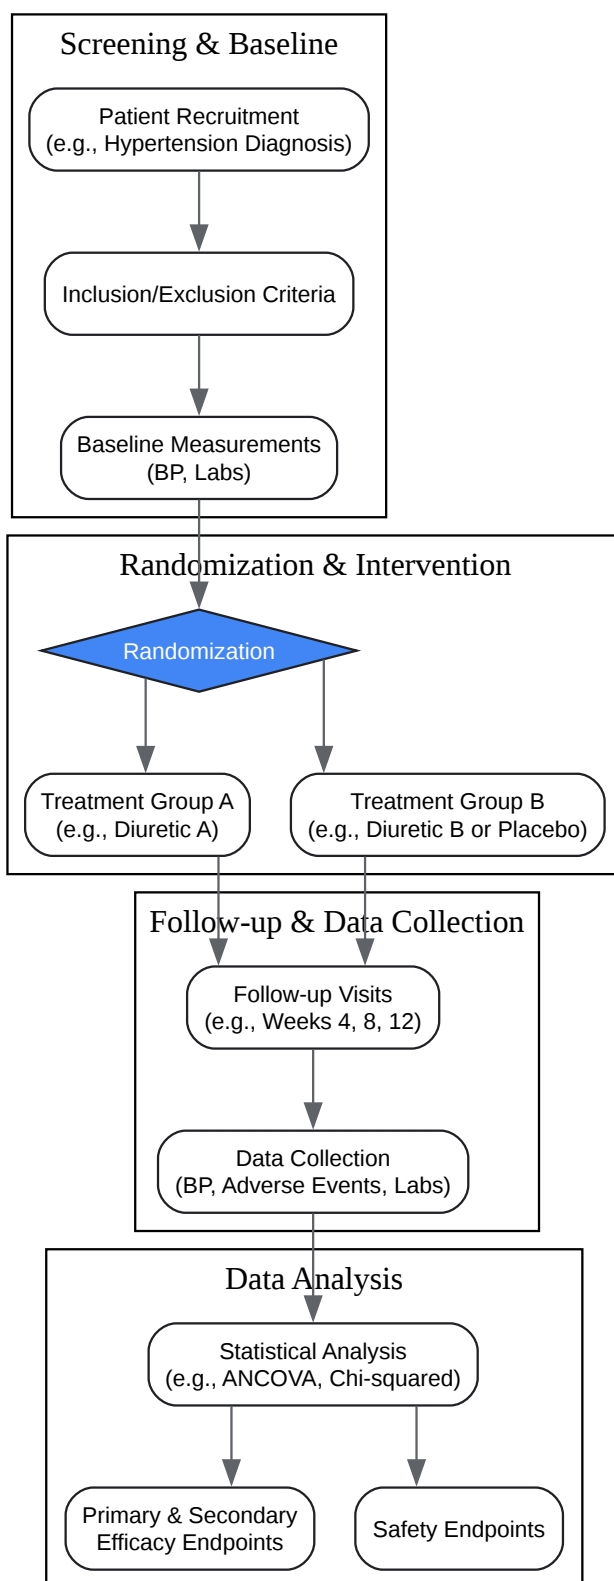 Screening & Baseline
Patient Recruitment
(e.g., Hypertension Diagnosis)
Inclusion/Exclusion Criteria
Baseline Measurements
(BP, Labs)
Randomization & Intervention
Randomization
Treatment Group A
(e.g., Diuretic A)
Treatment Group B
(e.g., Diuretic B or Placebo)
Follow-up & Data Collection
Follow-up Visits
(e.g., Weeks 4, 8, 12)
Data Collection
(BP, Adverse Events, Labs)
Data Analysis
Statistical Analysis
(e.g., ANCOVA, Chi-squared)
Primary & Secondary
Efficacy Endpoints
Safety Endpoints